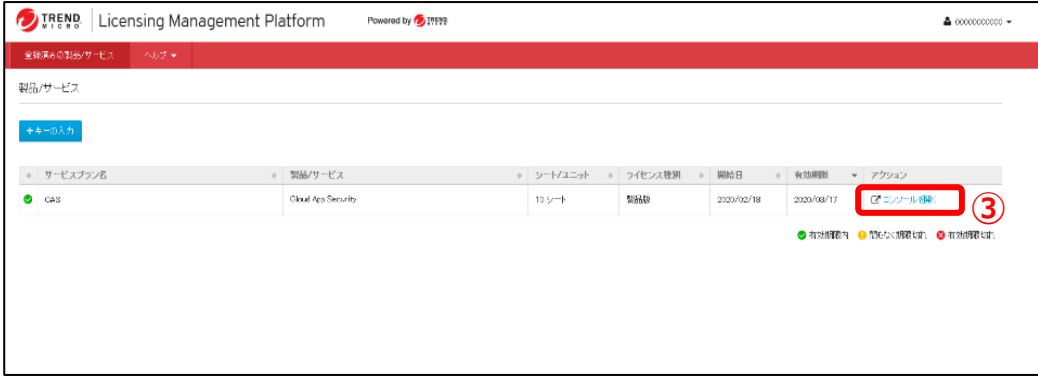 TREND MICRO Licensing Management Platform Powered by TREND MICRO 0000000000
登録済みの製品/サービス ヘルプ
製品/サービス
+キーの入力
サービスプラン名 製品/サービス シート/ユニット ライセンス種別 開始日 有効期限 アクション
CAS Cloud App Security 10 シート 製品版 2020/02/18 2020/03/17 コンソールを開く
③
有効期限内 間もなく期限切れ 有効期限切れ